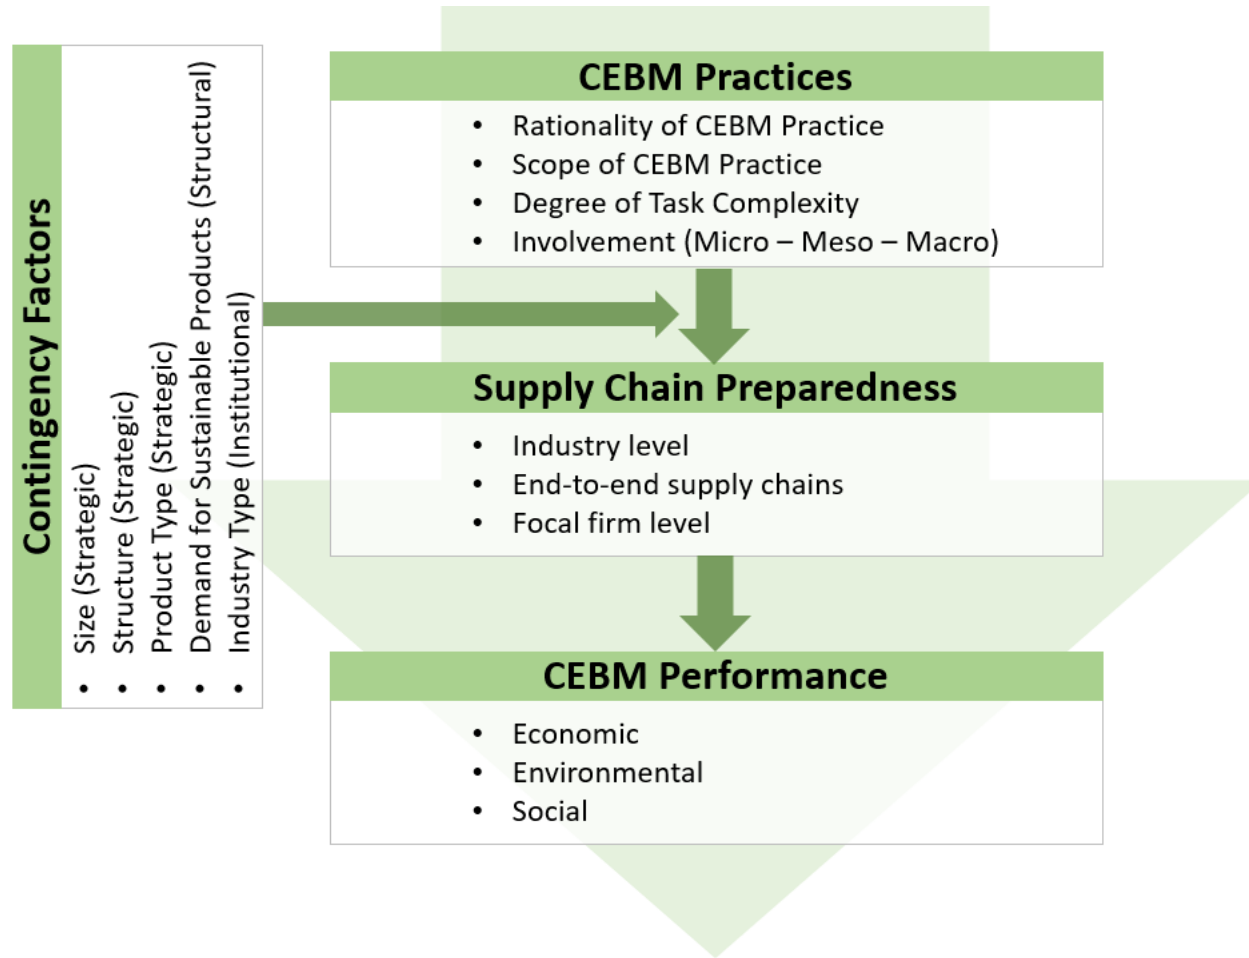 Contingency Factors
• Size (Strategic)
• Structure (Strategic)
• Product Type (Strategic)
• Demand for Sustainable Products (Structural)
• Industry Type (Institutional)
CEBM Practices
• Rationality of CEBM Practice
• Scope of CEBM Practice
• Degree of Task Complexity
• Involvement (Micro – Meso – Macro)
Supply Chain Preparedness
• Industry level
• End-to-end supply chains
• Focal firm level
CEBM Performance
• Economic
• Environmental
• Social